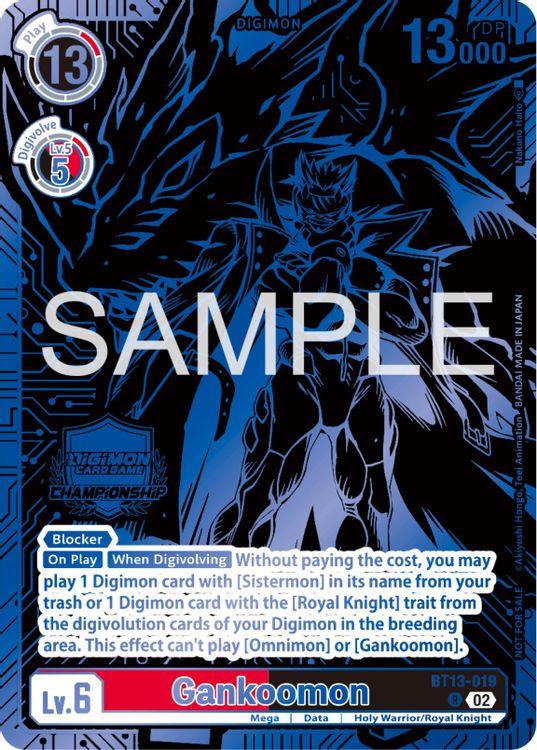 DIGIMON
Play
13
13000 DP
Digivolve
Lv.5
5
Nakano Haito
SAMPLE
DIGIMON
CARD GAME
CHAMPIONSHIP
NOT FOR SALE ©Akiyoshi Hongo, Toei Animation • BANDAI MADE IN JAPAN
Blocker
On Play When Digivolving Without paying the cost, you may
play 1 Digimon card with [Sistermon] in its name from your
trash or 1 Digimon card with the [Royal Knight] trait from
the digivolution cards of your Digimon in the breeding
area. This effect can't play [Omnimon] or [Gankoomon].
BT13-019
Lv.6 Gankoomon R 02
Mega | Data | Holy Warrior/Royal Knight